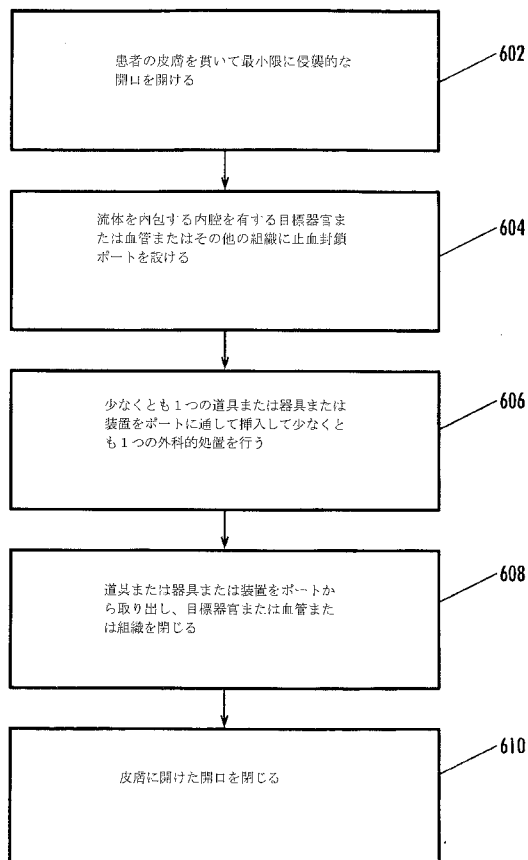 患者の皮膚を貫いて最小限に侵襲的な
開口を開ける
602
流体を内包する内腔を有する目標器官ま
たは血管またはその他の組織に止血封鎖
ポートを設ける
604
少なくとも1つの道具または器具または
装置をポートに通して挿入して少なくと
も1つの外科的処置を行う
606
道具または器具または装置をポートか
ら取り出し、目標器官または血管また
は組織を閉じる
608
皮膚に開けた開口を閉じる
610